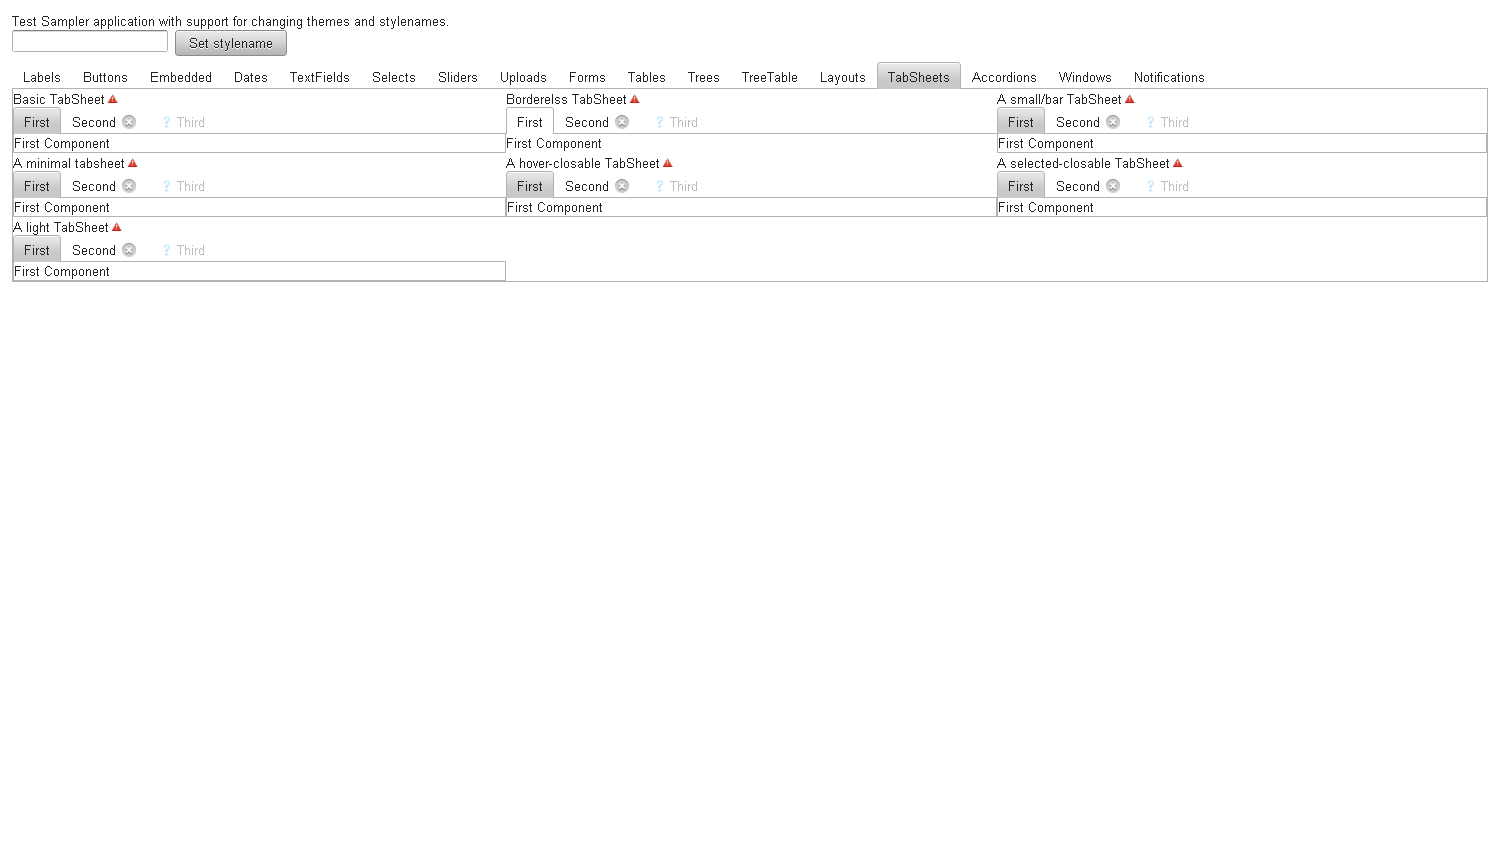 Test Sampler application with support for changing themes and stylenames.
Set stylename
Labels Buttons Embedded Dates TextFields Selects Sliders Uploads Forms Tables Trees TreeTable Layouts TabSheets Accordions Windows Notifications
Basic TabSheet Borderelss TabSheet A small/bar TabSheet
First Second ? Third First Second ? Third First Second ? Third
First Component First Component First Component
A minimal tabsheet A hover-closable TabSheet A selected-closable TabSheet
First Second ? Third First Second ? Third First Second ? Third
First Component First Component First Component
A light TabSheet
First Second ? Third
First Component